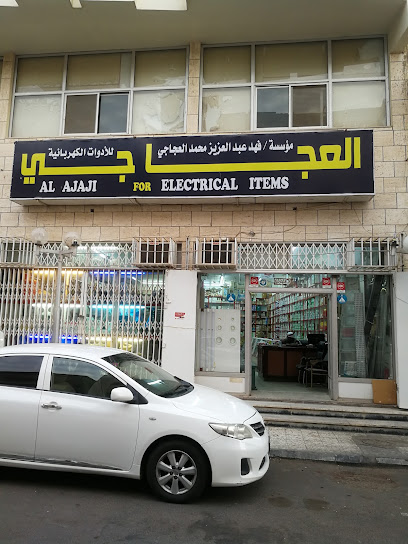 مؤسسة / فهد عبد العزيز محمد العجاجي للأدوات الكهربائية
العجاجي
AL AJAJI FOR ELECTRICAL ITEMS